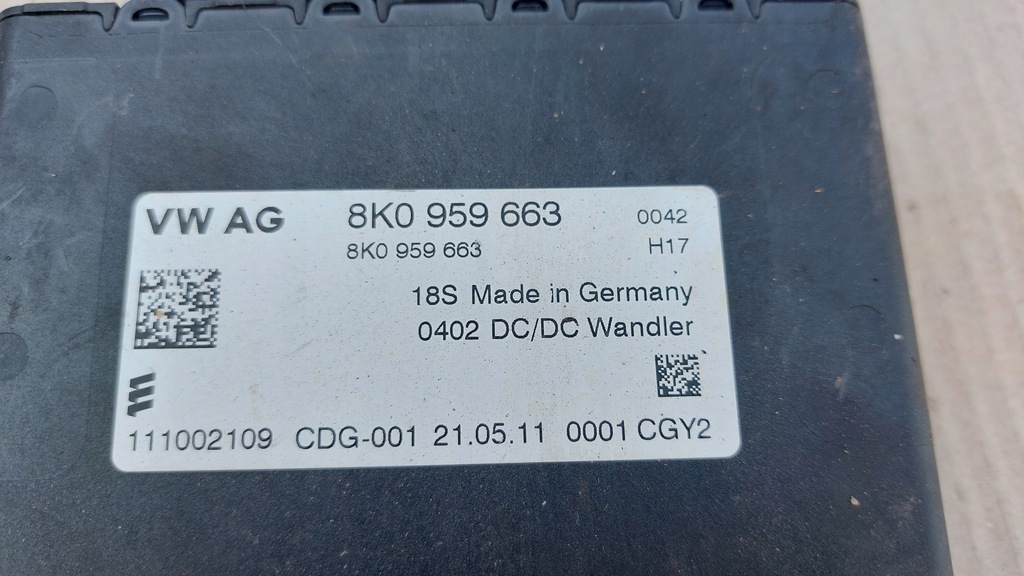 VW AG 8K0 959 663 0042
8K0 959 663 H17
18S Made in Germany
0402 DC/DC Wandler
111002109 CDG-001 21.05.11 0001 CGY2